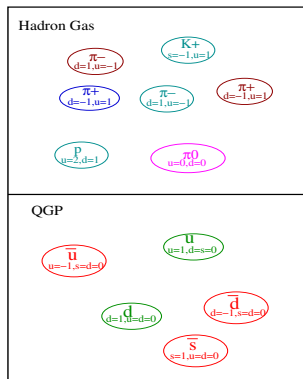 Hadron Gas
K+
s=−1,u=1
π−
d=1,u=−1
π+
d=−1,u=1
π−
d=1,u=−1
π+
d=−1,u=1
p
u=2,d=1
π0
u=0,d=0
QGP
u
u=1,d=s=0
u̅
u=−1,s=d=0
d̅
d=−1,s=d=0
d
d=1,u=d=0
s̅
s=1,u=d=0